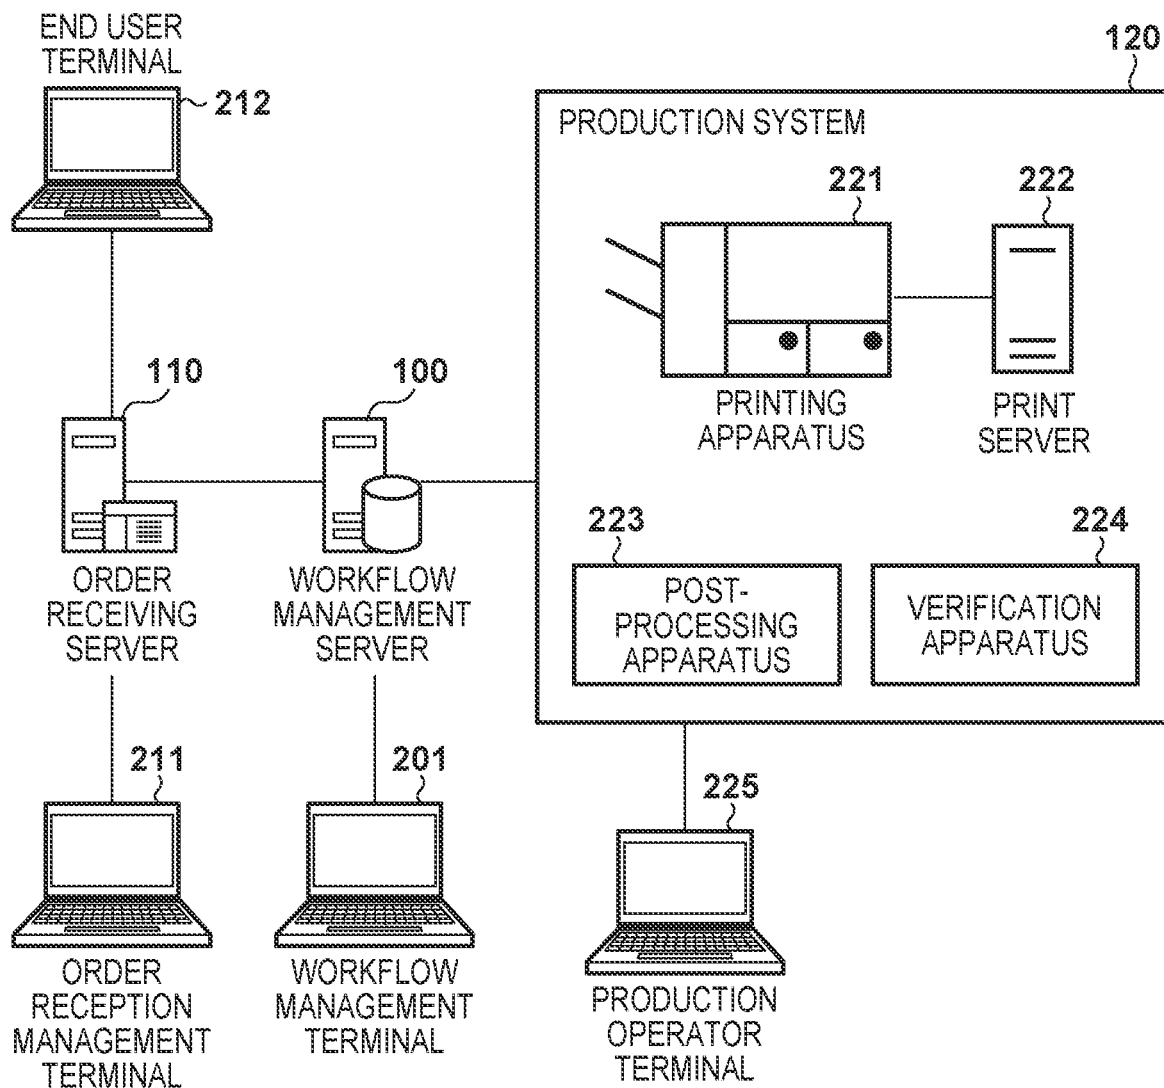 END USER
TERMINAL
212
120
PRODUCTION SYSTEM
221
222
PRINTING
APPARATUS
PRINT
SERVER
110
100
ORDER
RECEIVING
SERVER
WORKFLOW
MANAGEMENT
SERVER
223
POST-
PROCESSING
APPARATUS
224
VERIFICATION
APPARATUS
211
ORDER
RECEPTION
MANAGEMENT
TERMINAL
201
WORKFLOW
MANAGEMENT
TERMINAL
225
PRODUCTION
OPERATOR
TERMINAL